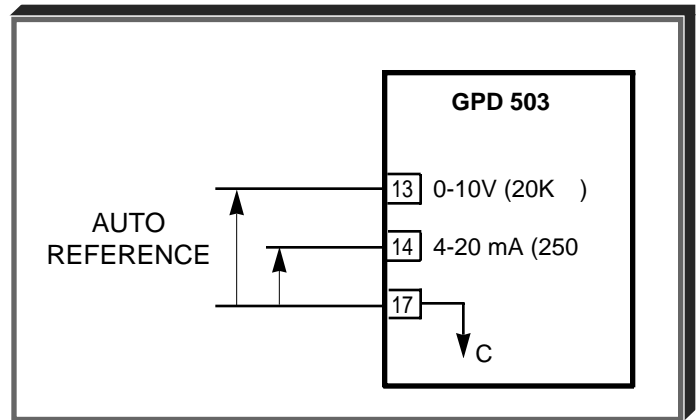 GPD 503
13 0-10V (20K )
AUTO
REFERENCE
14 4-20 mA (250
17
C